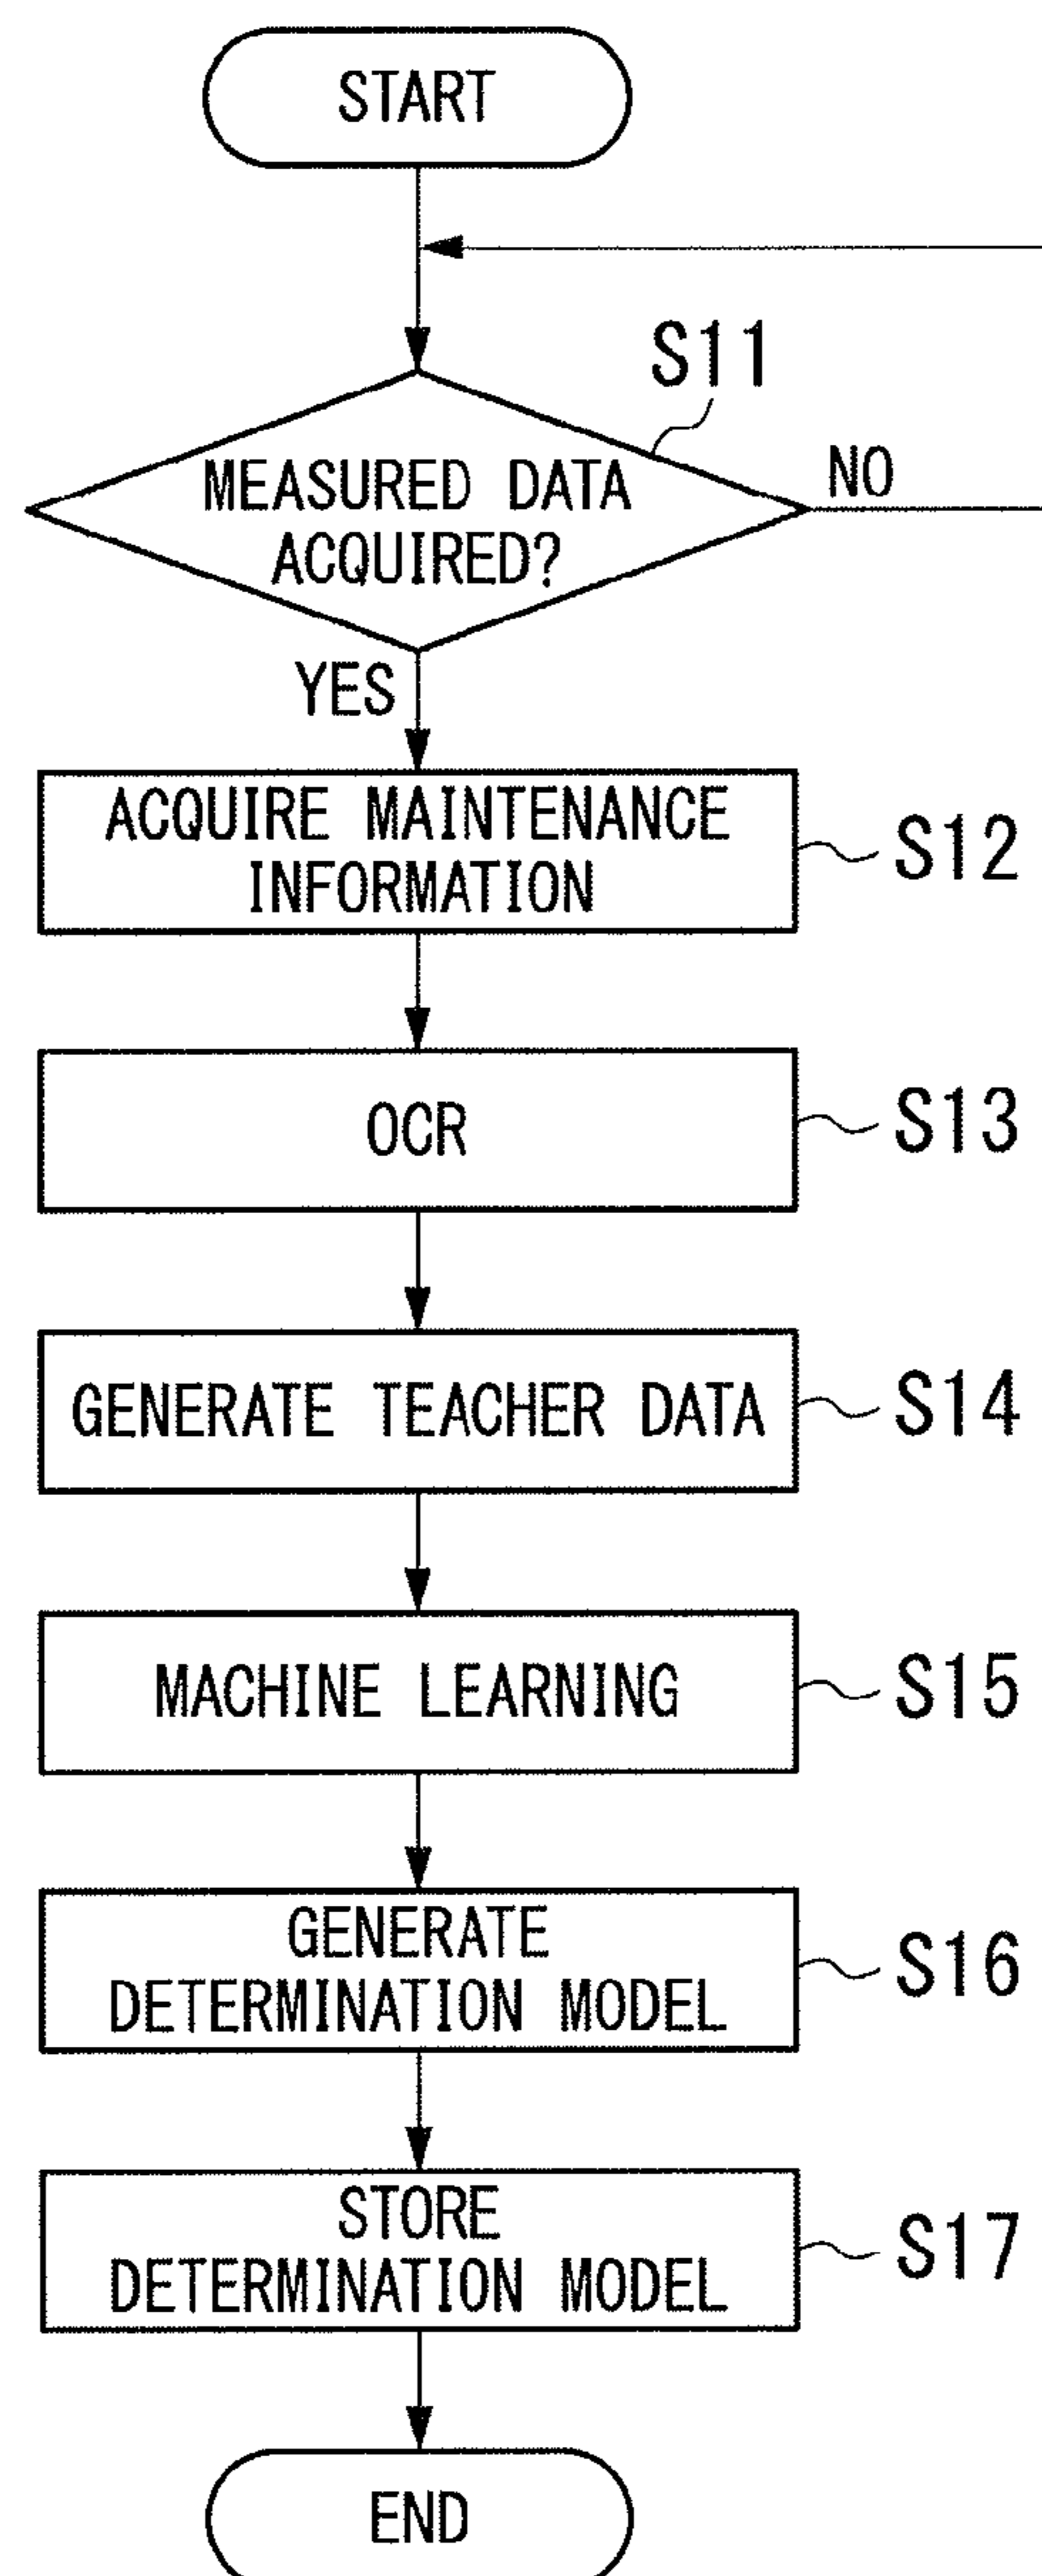 START
S11
MEASURED DATA
ACQUIRED?
NO
YES
ACQUIRE MAINTENANCE
INFORMATION
S12
OCR
S13
GENERATE TEACHER DATA
S14
MACHINE LEARNING
S15
GENERATE
DETERMINATION MODEL
S16
STORE
DETERMINATION MODEL
S17
END